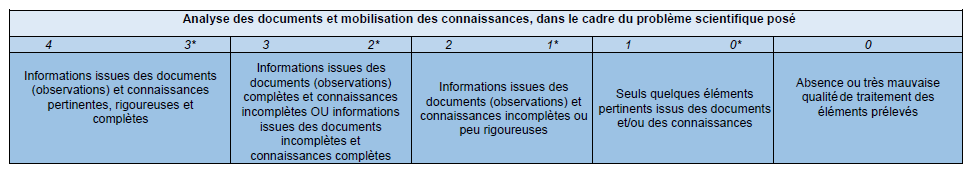 Analyse des documents et mobilisation des connaissances, dans le cadre du problème scientifique posé
4 3* 3 2* 2 1* 1 0* 0
Informations issues des documents
(observations) et connaissances
pertinentes, rigoureuses et
complètes
Informations issues des
documents (observations)
complètes et connaissances
incomplètes OU informations
issues des documents
incomplètes et
connaissances complètes
Informations issues des
documents (observations) et
connaissances incomplètes ou
peu rigoureuses
Seuls quelques éléments
pertinents issus des documents
et/ou des connaissances
Absence ou très mauvaise
qualité de traitement des
éléments prélevés